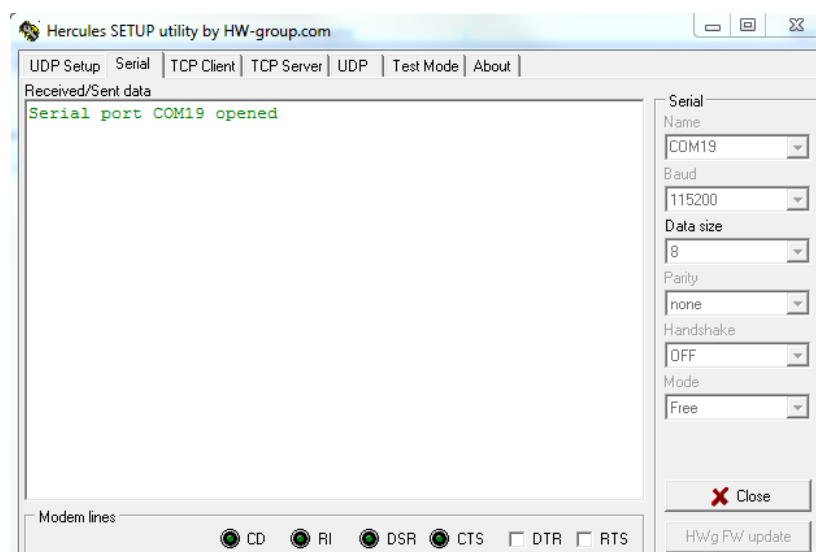 Hercules SETUP utility by HW-group.com
UDP Setup Serial TCP Client TCP Server UDP Test Mode About
Received/Sent data
Serial port COM19 opened
Serial
Name
COM19
Baud
115200
Data size
8
Parity
none
Handshake
OFF
Mode
Free
Close
HWg FW update
Modem lines
CD RI DSR CTS DTR RTS